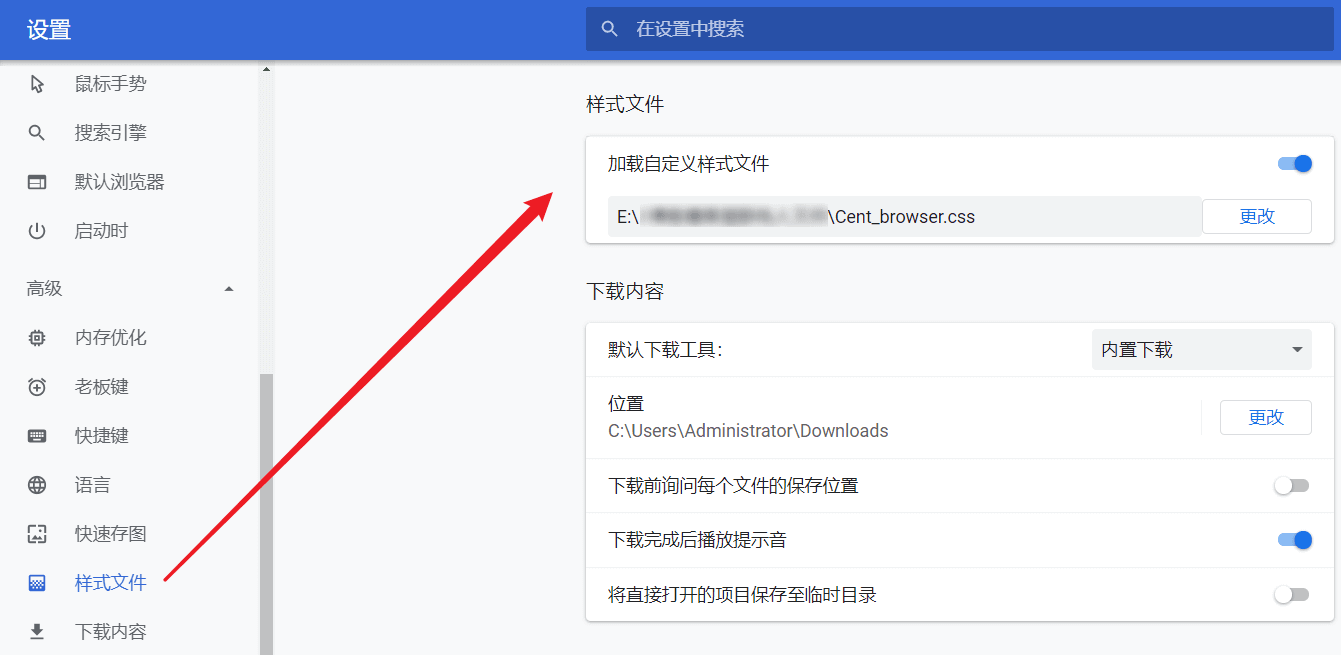 设置
在设置中搜索
鼠标手势
搜索引擎
默认浏览器
启动时
高级
内存优化
老板键
快捷键
语言
快速存图
样式文件
下载内容
样式文件
加载自定义样式文件
E:\ \Cent_browser.css
更改
下载内容
默认下载工具：
内置下载
位置
C:\Users\Administrator\Downloads
更改
下载前询问每个文件的保存位置
下载完成后播放提示音
将直接打开的项目保存至临时目录